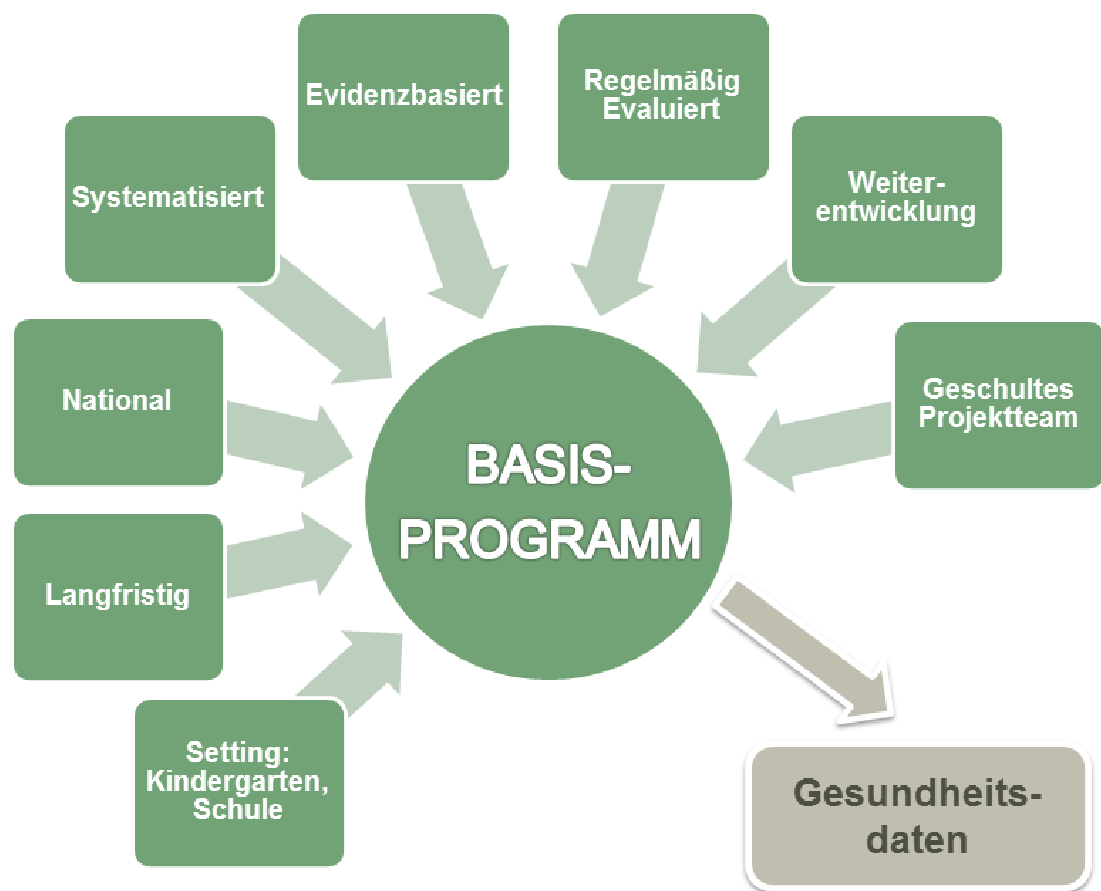 Evidenzbasiert
Regelmäßig
Evaluiert
Systematisiert
Weiter-
entwicklung
National
Geschultes
Projektteam
BASIS-
PROGRAMM
Langfristig
Setting:
Kindergarten,
Schule
Gesundheits-
daten